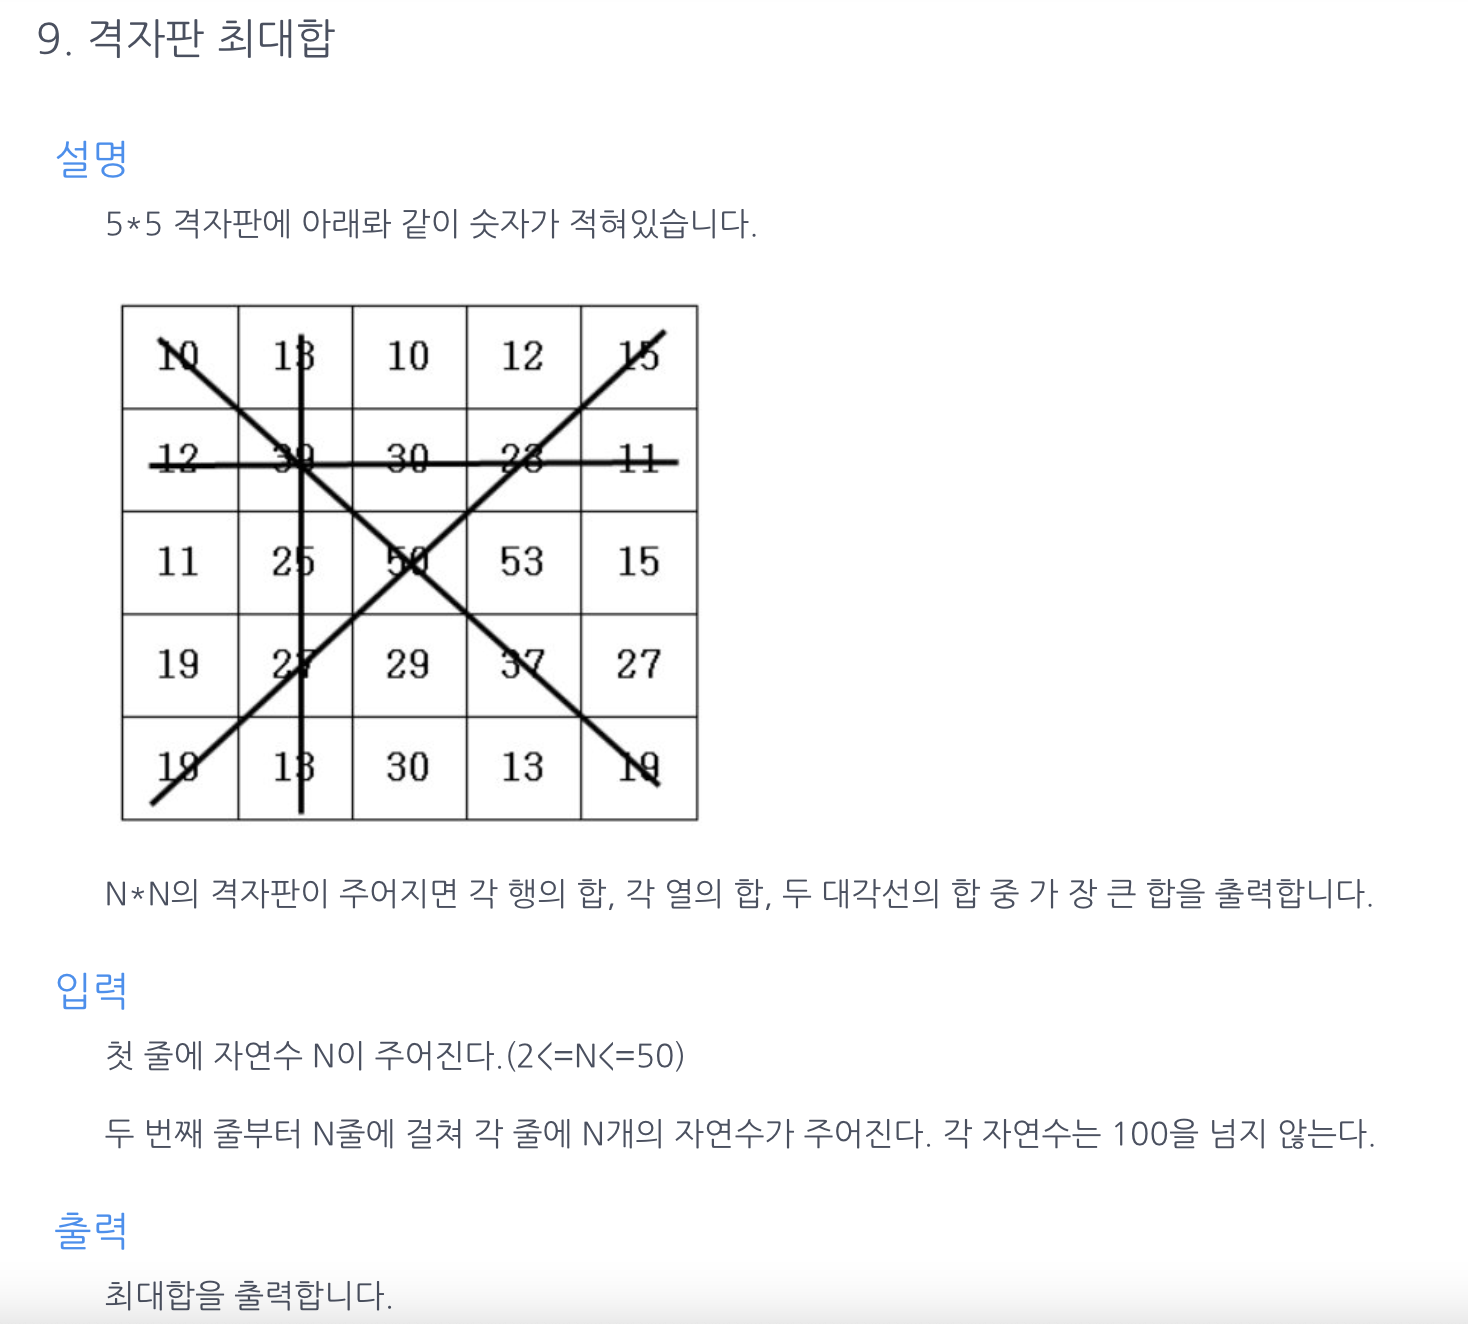 9. 격자판 최대합
설명
5*5 격자판에 아래롸 같이 숫자가 적혀있습니다.
10 13 10 12 15
12 39 30 23 11
11 25 50 53 15
19 27 29 37 27
19 13 30 13 19
N*N의 격자판이 주어지면 각 행의 합, 각 열의 합, 두 대각선의 합 중 가 장 큰 합을 출력합니다.
입력
첫 줄에 자연수 N이 주어진다.(2<=N<=50)
두 번째 줄부터 N줄에 걸쳐 각 줄에 N개의 자연수가 주어진다. 각 자연수는 100을 넘지 않는다.
출력
최대합을 출력합니다.